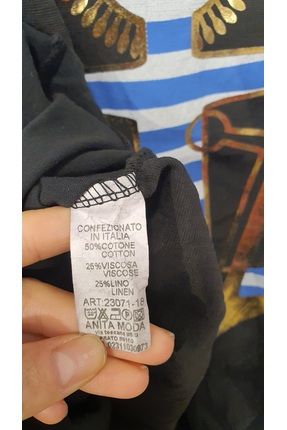 CONFEZIONATO
IN ITALIA
50%COTONE
COTTON
25%VISCOSA
VISCOSE
25%LINO
LINEN
ART:23071-18
ANITA MODA